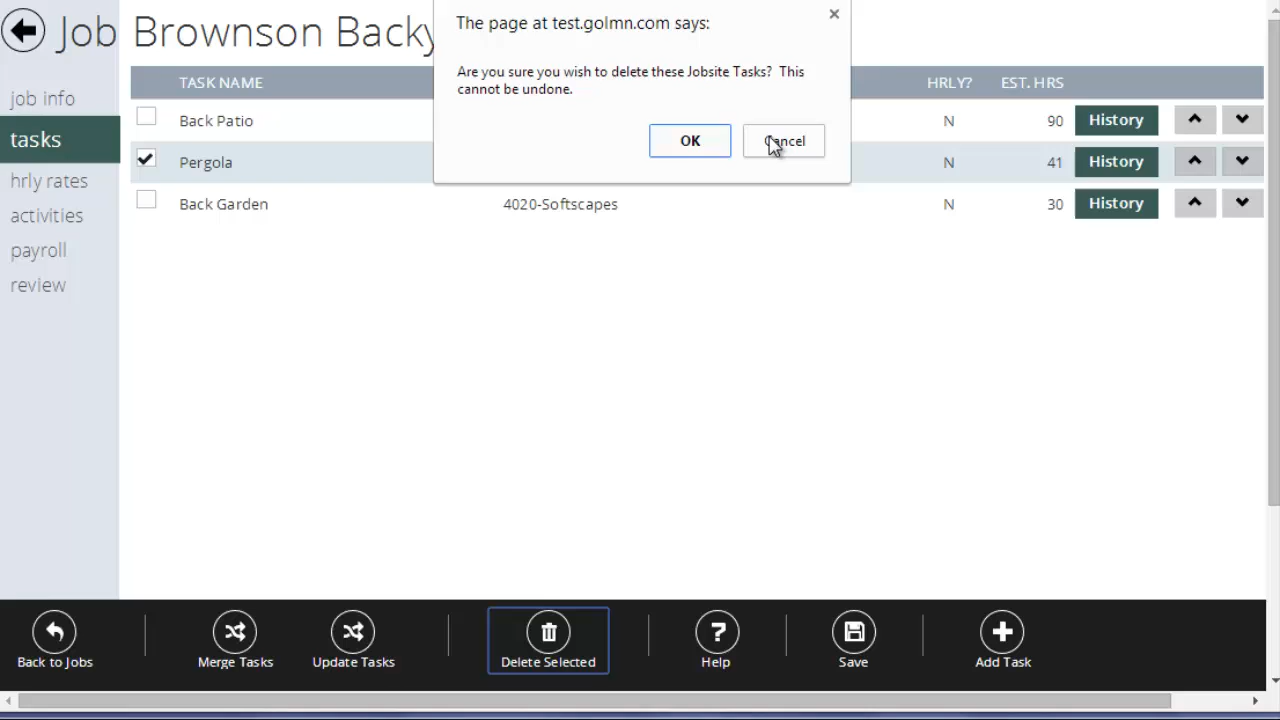 Job Brownson Backy
The page at test.golmn.com says:
Are you sure you wish to delete these Jobsite Tasks? This
cannot be undone.
OK
Cancel
job info
tasks
hrly rates
activities
payroll
review
TASK NAME HRLY? EST. HRS
Back Patio N 90 History
Pergola N 41 History
Back Garden 4020-Softscapes N 30 History
Back to Jobs
Merge Tasks
Update Tasks
Delete Selected
Help
Save
Add Task